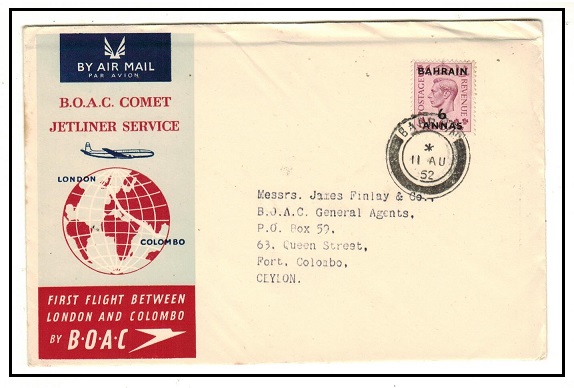 BY AIR MAIL
PAR AVION
B.O.A.C. COMET
JETLINER SERVICE
LONDON
COLOMBO
FIRST FLIGHT BETWEEN
LONDON AND COLOMBO
BY B·O·A·C
BAHRAIN
POSTAGE
REVENUE
6
ANNAS
BAHRAIN
*
11 AU
52
Messrs. James Finlay & Co.,
B.O.A.C. General Agents,
P.O. Box 59.
63. Queen Street,
Fort, Colombo,
CEYLON.